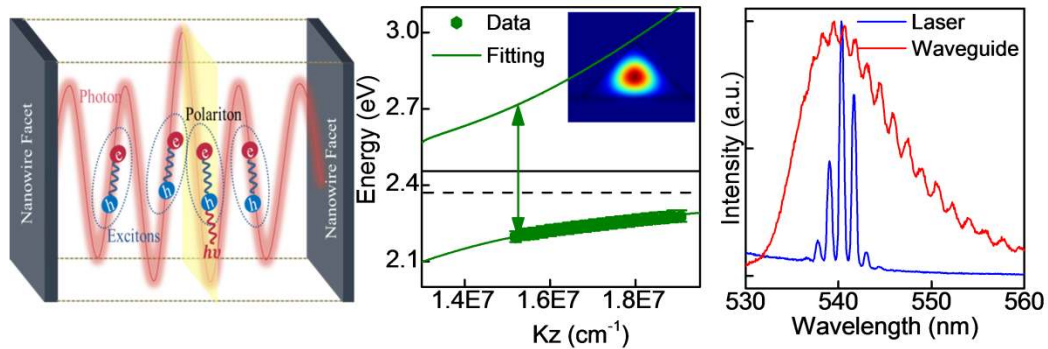 Nanowire Facet
Photon
Polariton
e
e
e
e
h
h
h
h
Excitons
hν
Nanowire Facet
Data
Fitting
Energy (eV)
3.0
2.7
2.4
2.1
1.4E7 1.6E7 1.8E7
Kz (cm⁻¹)
Laser
Waveguide
Intensity (a.u.)
530 540 550 560
Wavelength (nm)